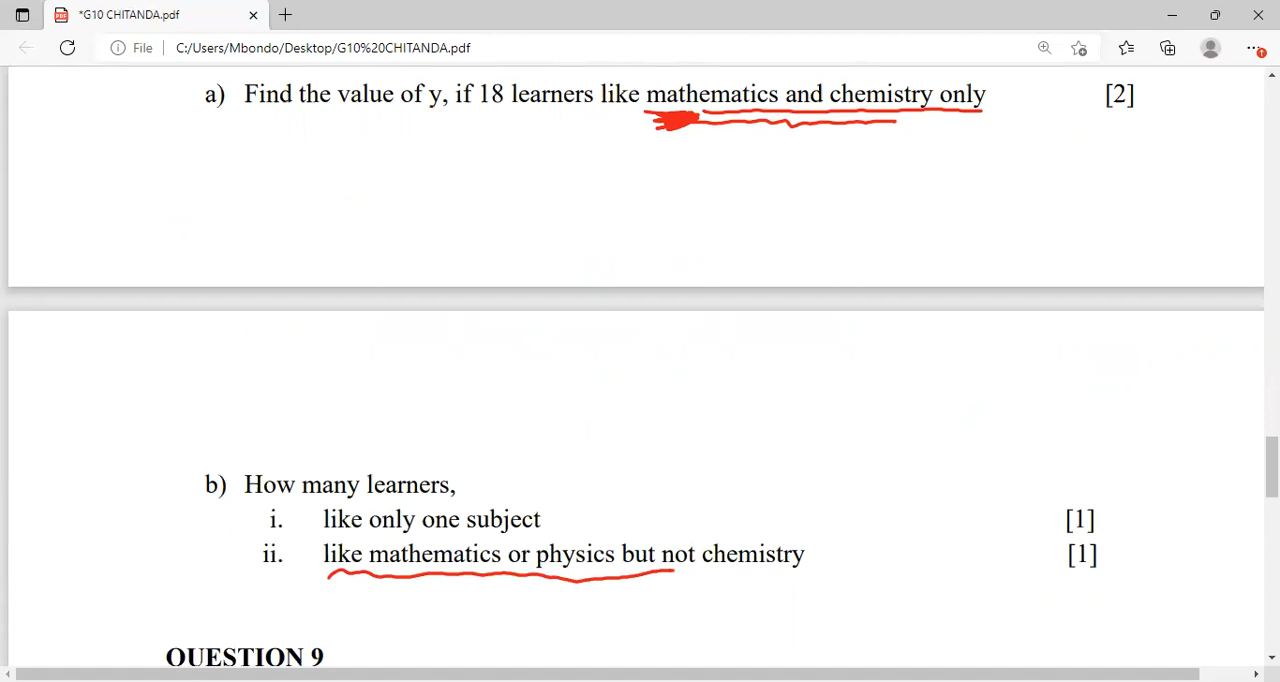 *G10 CHITANDA.pdf
File C:/Users/Mbondo/Desktop/G10%20CHITANDA.pdf
a) Find the value of y, if 18 learners like mathematics and chemistry only [2]
b) How many learners,
i. like only one subject [1]
ii. like mathematics or physics but not chemistry [1]
QUESTION 9